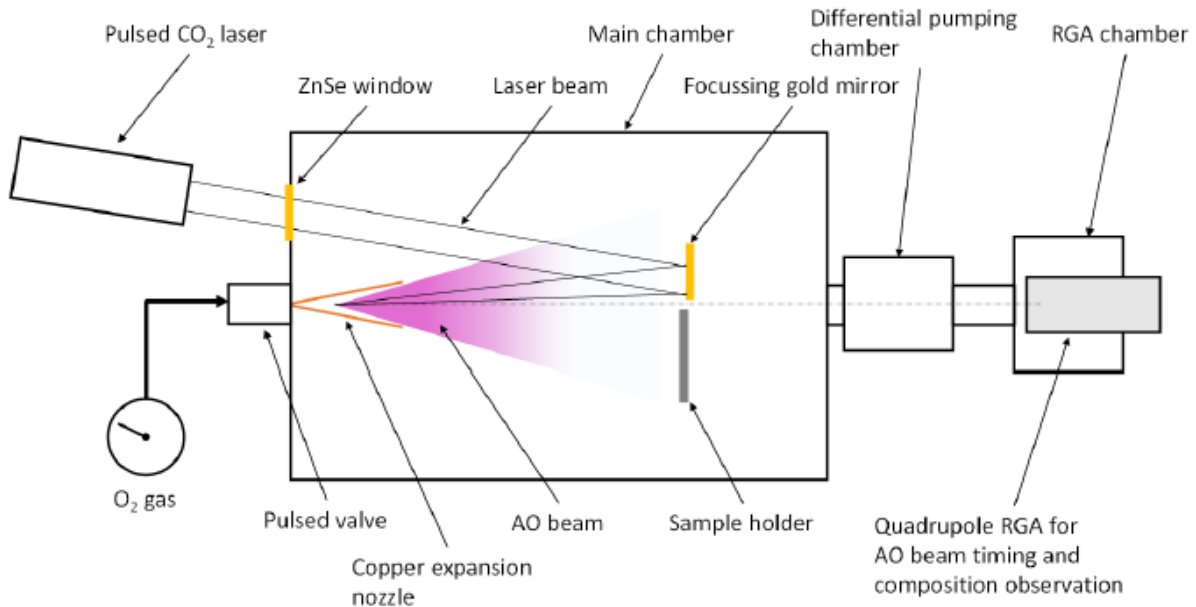 Pulsed CO₂ laser
Main chamber
Differential pumping
chamber
RGA chamber
ZnSe window
Laser beam
Focussing gold mirror
O₂ gas
Pulsed valve
AO beam
Sample holder
Copper expansion
nozzle
Quadrupole RGA for
AO beam timing and
composition observation